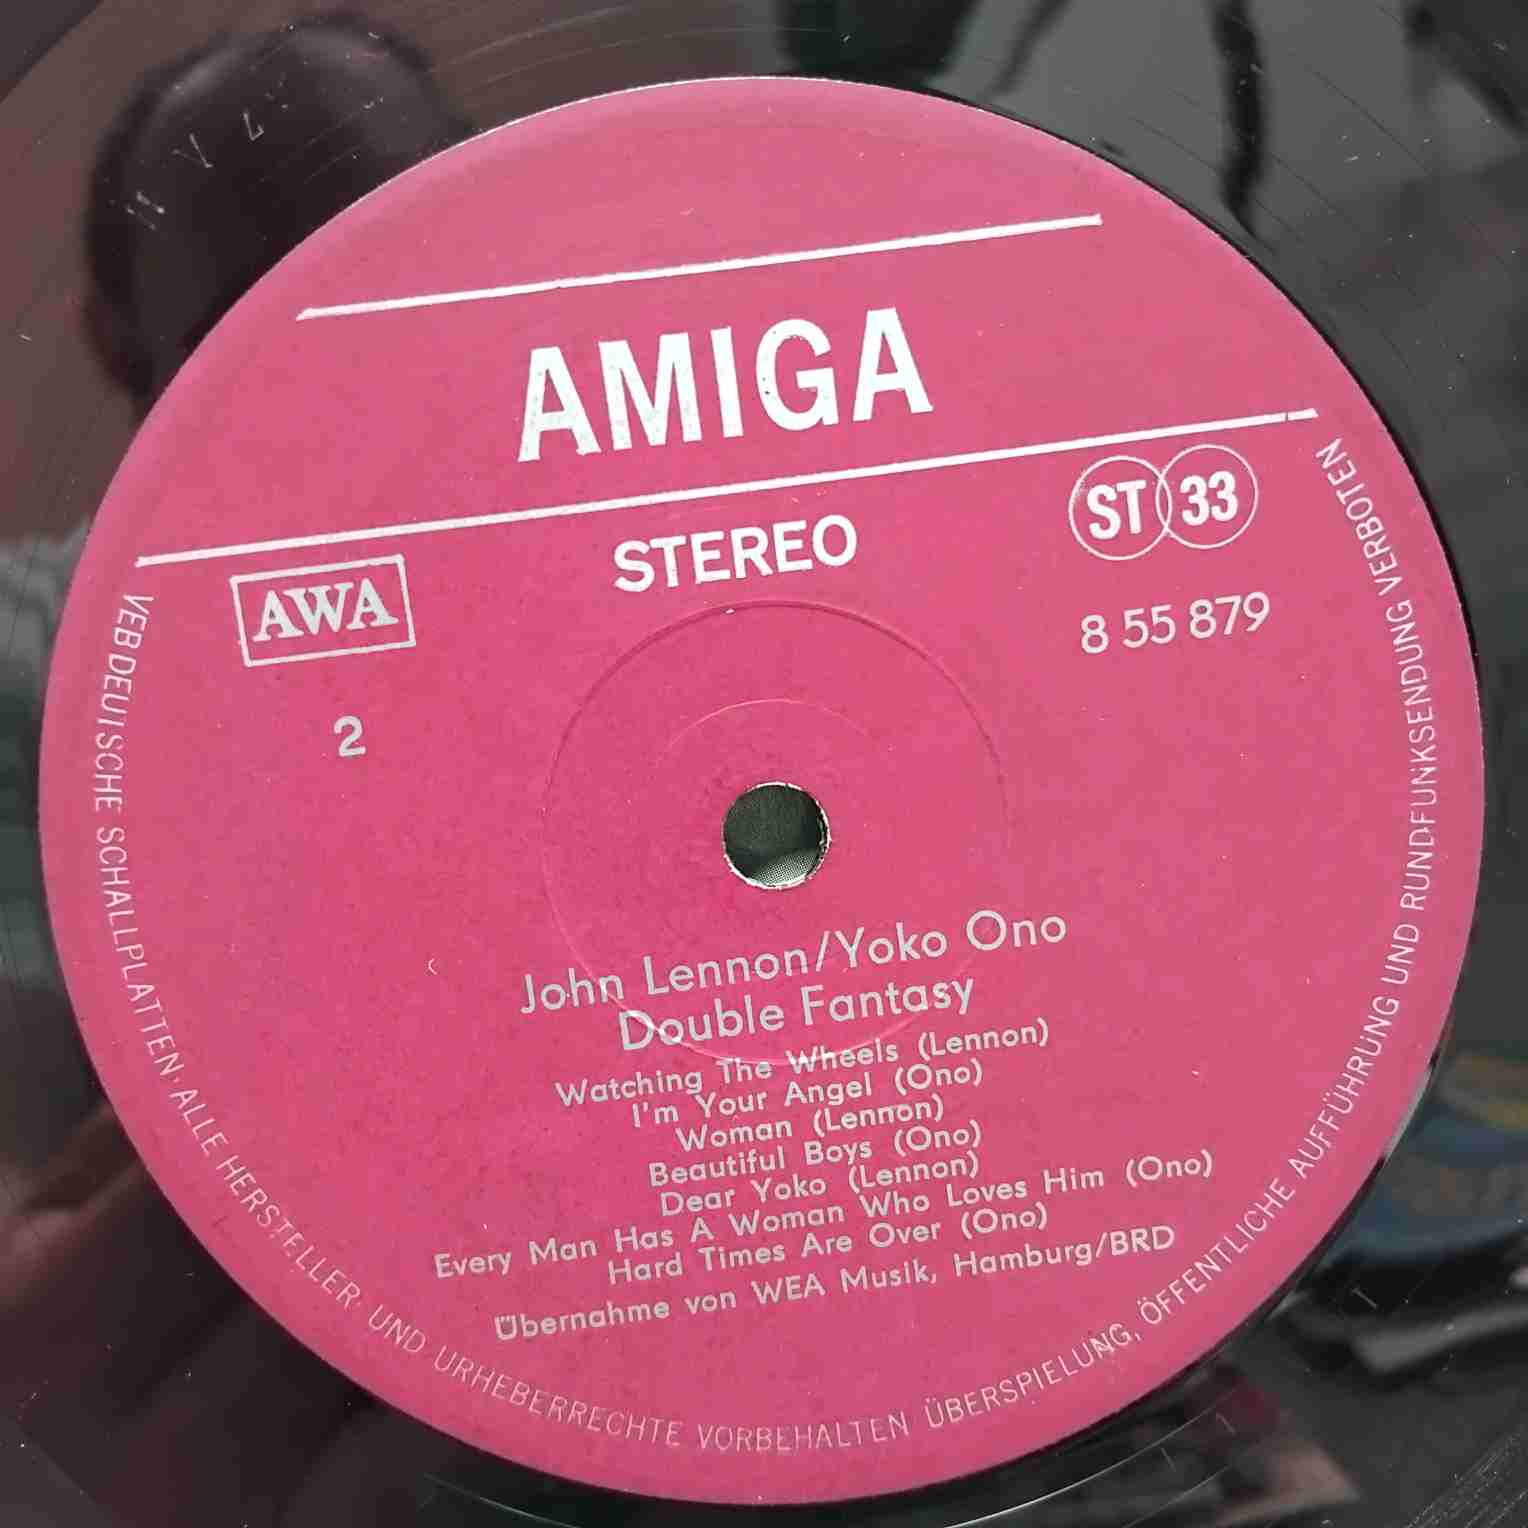 AMIGA
STEREO
ST 33
AWA
8 55 879
2
John Lennon/Yoko Ono
Double Fantasy
Watching The Wheels (Lennon)
I'm Your Angel (Ono)
Woman (Lennon)
Beautiful Boys (Ono)
Dear Yoko (Lennon)
Every Man Has A Woman Who Loves Him (Ono)
Hard Times Are Over (Ono)
Übernahme von WEA Musik, Hamburg/BRD
VEB DEUTSCHE SCHALLPLATTEN · ALLE HERSTELLER- UND URHEBERRECHTE VORBEHALTEN ÜBERSPIELUNG, ÖFFENTLICHE AUFFÜHRUNG UND RUNDFUNKSENDUNG VERBOTEN